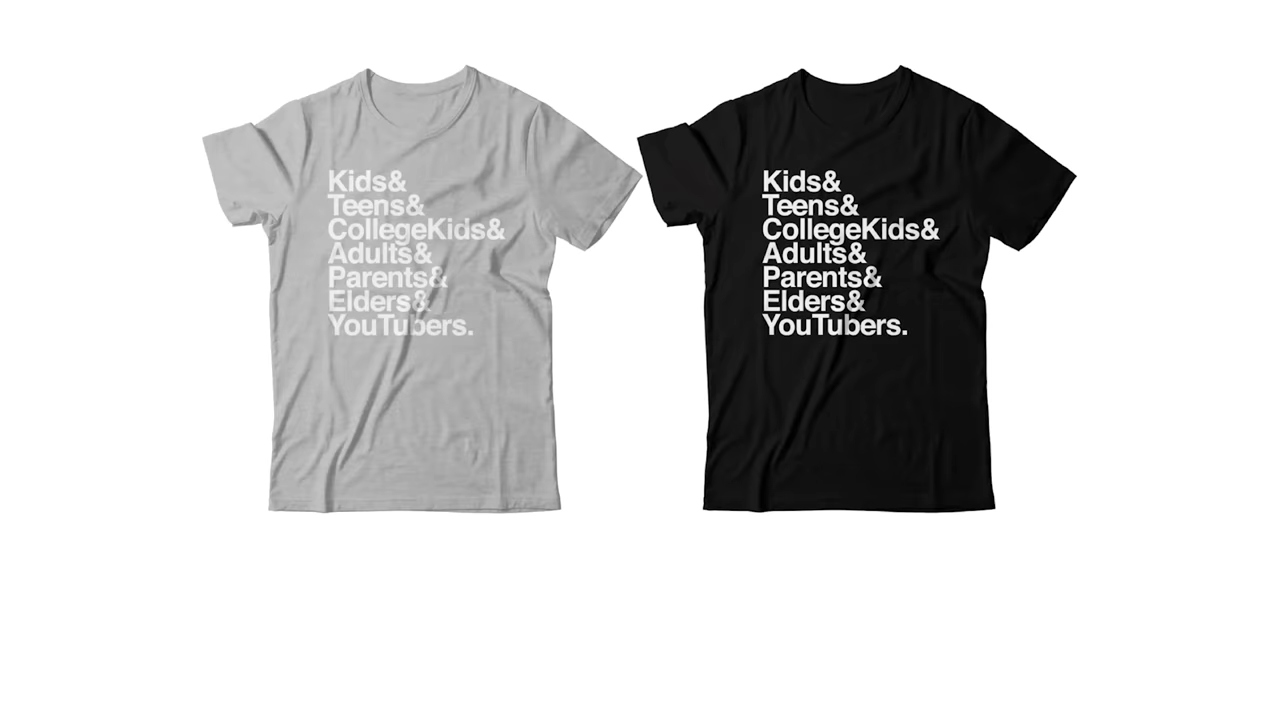 Kids&
Teens&
CollegeKids&
Adults&
Parents&
Elders&
YouTubers.
Kids&
Teens&
CollegeKids&
Adults&
Parents&
Elders&
YouTubers.